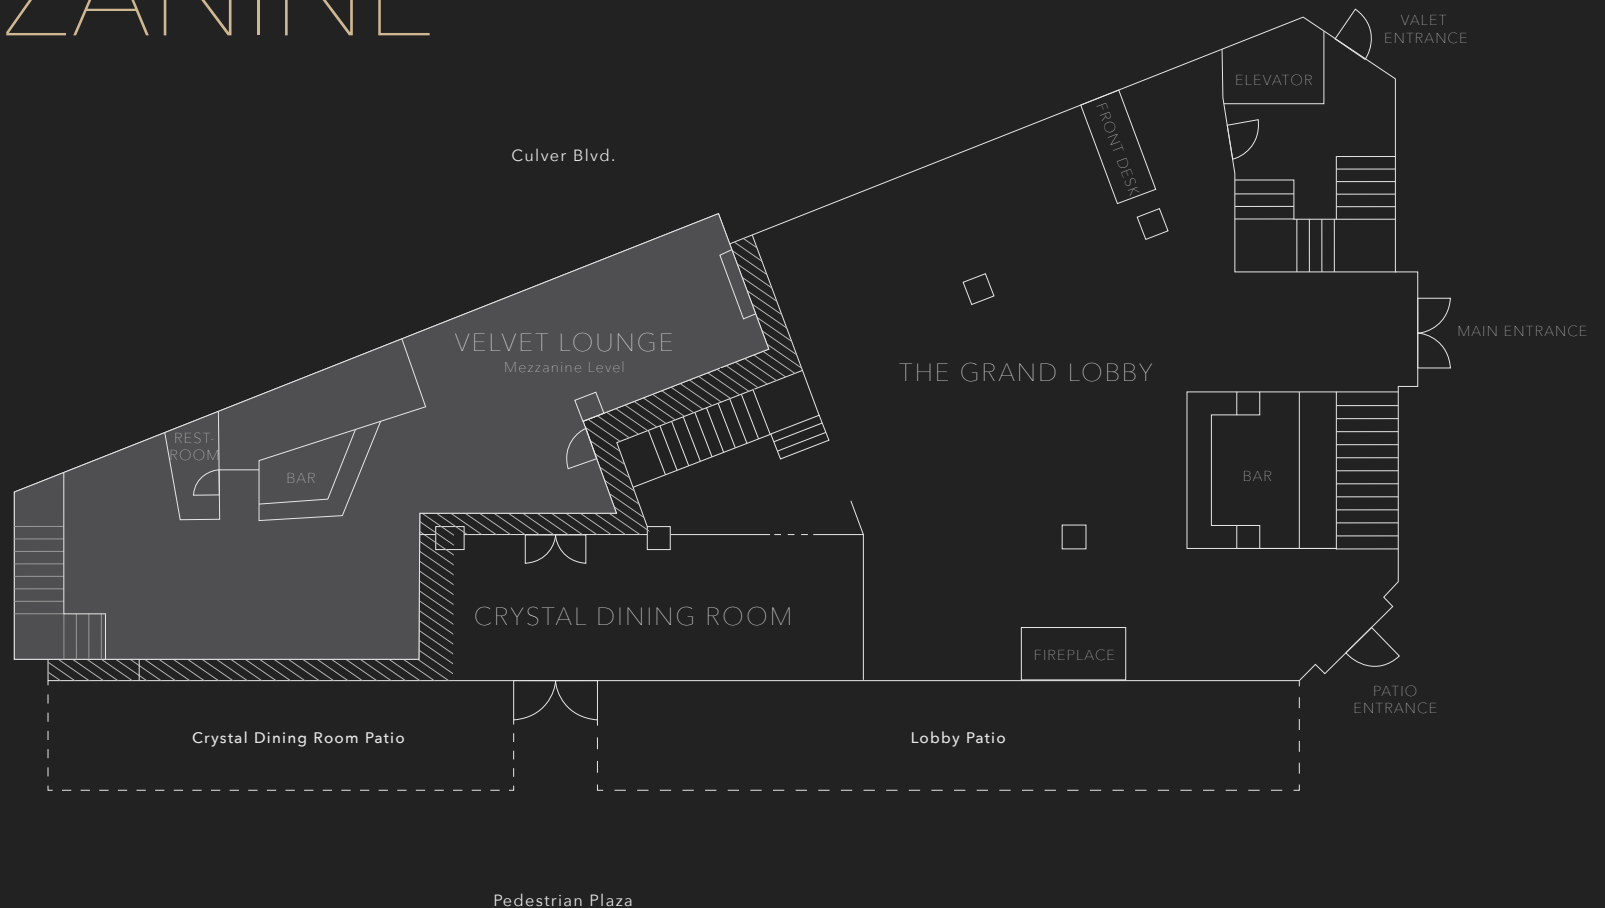 ZANINE
VALET
ENTRANCE
ELEVATOR
FRONT DESK
Culver Blvd.
VELVET LOUNGE
Mezzanine Level
MAIN ENTRANCE
THE GRAND LOBBY
REST-
ROOM
BAR
BAR
CRYSTAL DINING ROOM
FIREPLACE
PATIO
ENTRANCE
Crystal Dining Room Patio
Lobby Patio
Pedestrian Plaza